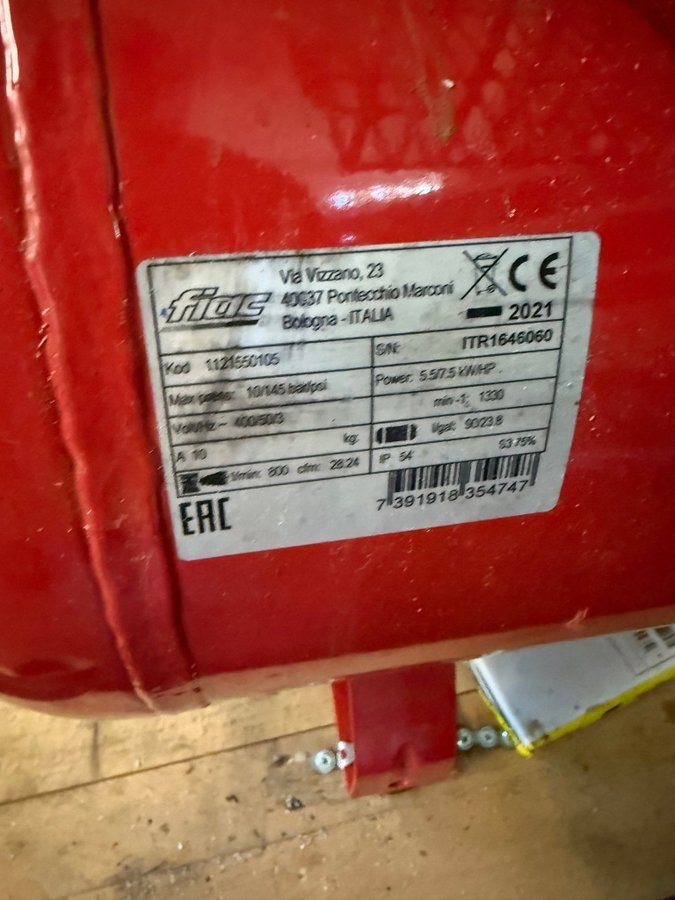 fiac
Via Vizzano, 23
40037 Pontecchio Marconi
Bologna - ITALIA
CE
2021
Kod 1121550105
S/N: ITR1646060
Max press: 10/145 bar/psi
Power: 5.5/7.5 kW/HP
Volt/Hz ~ 400/50/3
min -1: 1330
A 10 kg:
l/gal: 90/23.8
l/min: 800 cfm: 28.24
IP 54 S3 75%
EAC
7 391918 354747